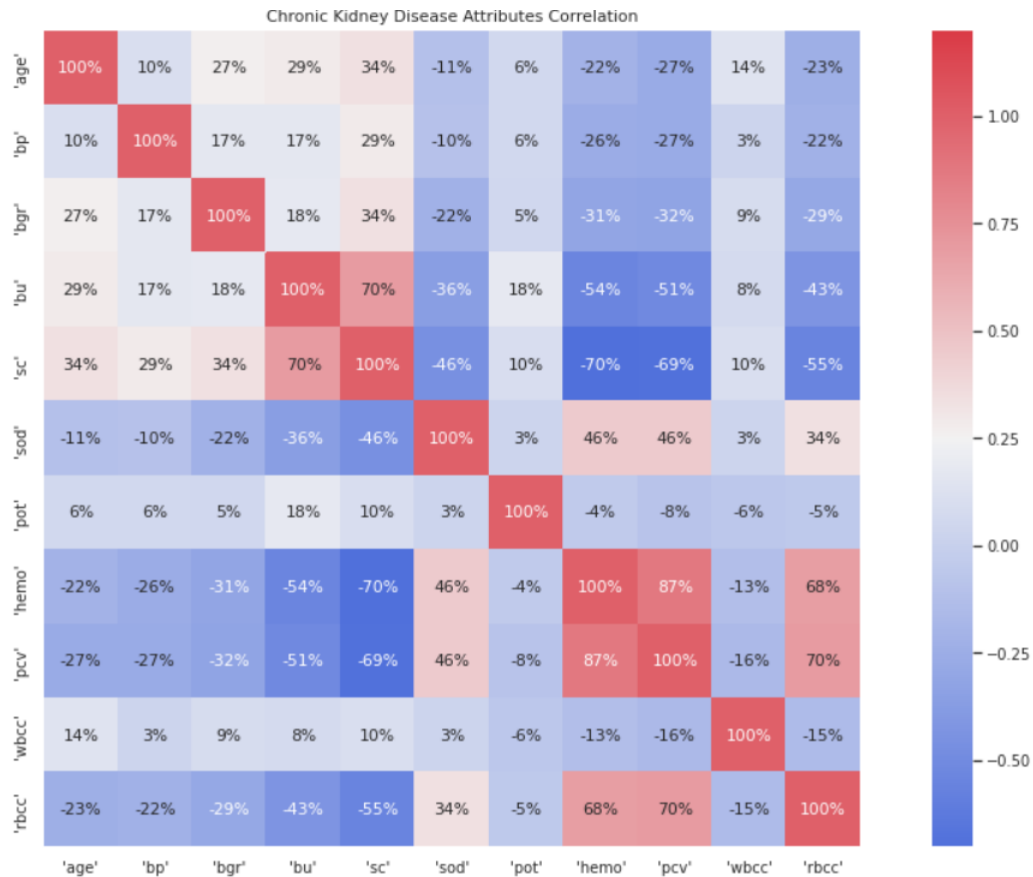 Chronic Kidney Disease Attributes Correlation
'age' 100% 10% 27% 29% 34% -11% 6% -22% -27% 14% -23%
'bp' 10% 100% 17% 17% 29% -10% 6% -26% -27% 3% -22%
'bgr' 27% 17% 100% 18% 34% -22% 5% -31% -32% 9% -29%
'bu' 29% 17% 18% 100% 70% -36% 18% -54% -51% 8% -43%
'sc' 34% 29% 34% 70% 100% -46% 10% -70% -69% 10% -55%
'sod' -11% -10% -22% -36% -46% 100% 3% 46% 46% 3% 34%
'pot' 6% 6% 5% 18% 10% 3% 100% -4% -8% -6% -5%
'hemo' -22% -26% -31% -54% -70% 46% -4% 100% 87% -13% 68%
'pcv' -27% -27% -32% -51% -69% 46% -8% 87% 100% -16% 70%
'wbcc' 14% 3% 9% 8% 10% 3% -6% -13% -16% 100% -15%
'rbcc' -23% -22% -29% -43% -55% 34% -5% 68% 70% -15% 100%
'age' 'bp' 'bgr' 'bu' 'sc' 'sod' 'pot' 'hemo' 'pcv' 'wbcc' 'rbcc'
1.00
0.75
0.50
0.25
0.00
−0.25
−0.50